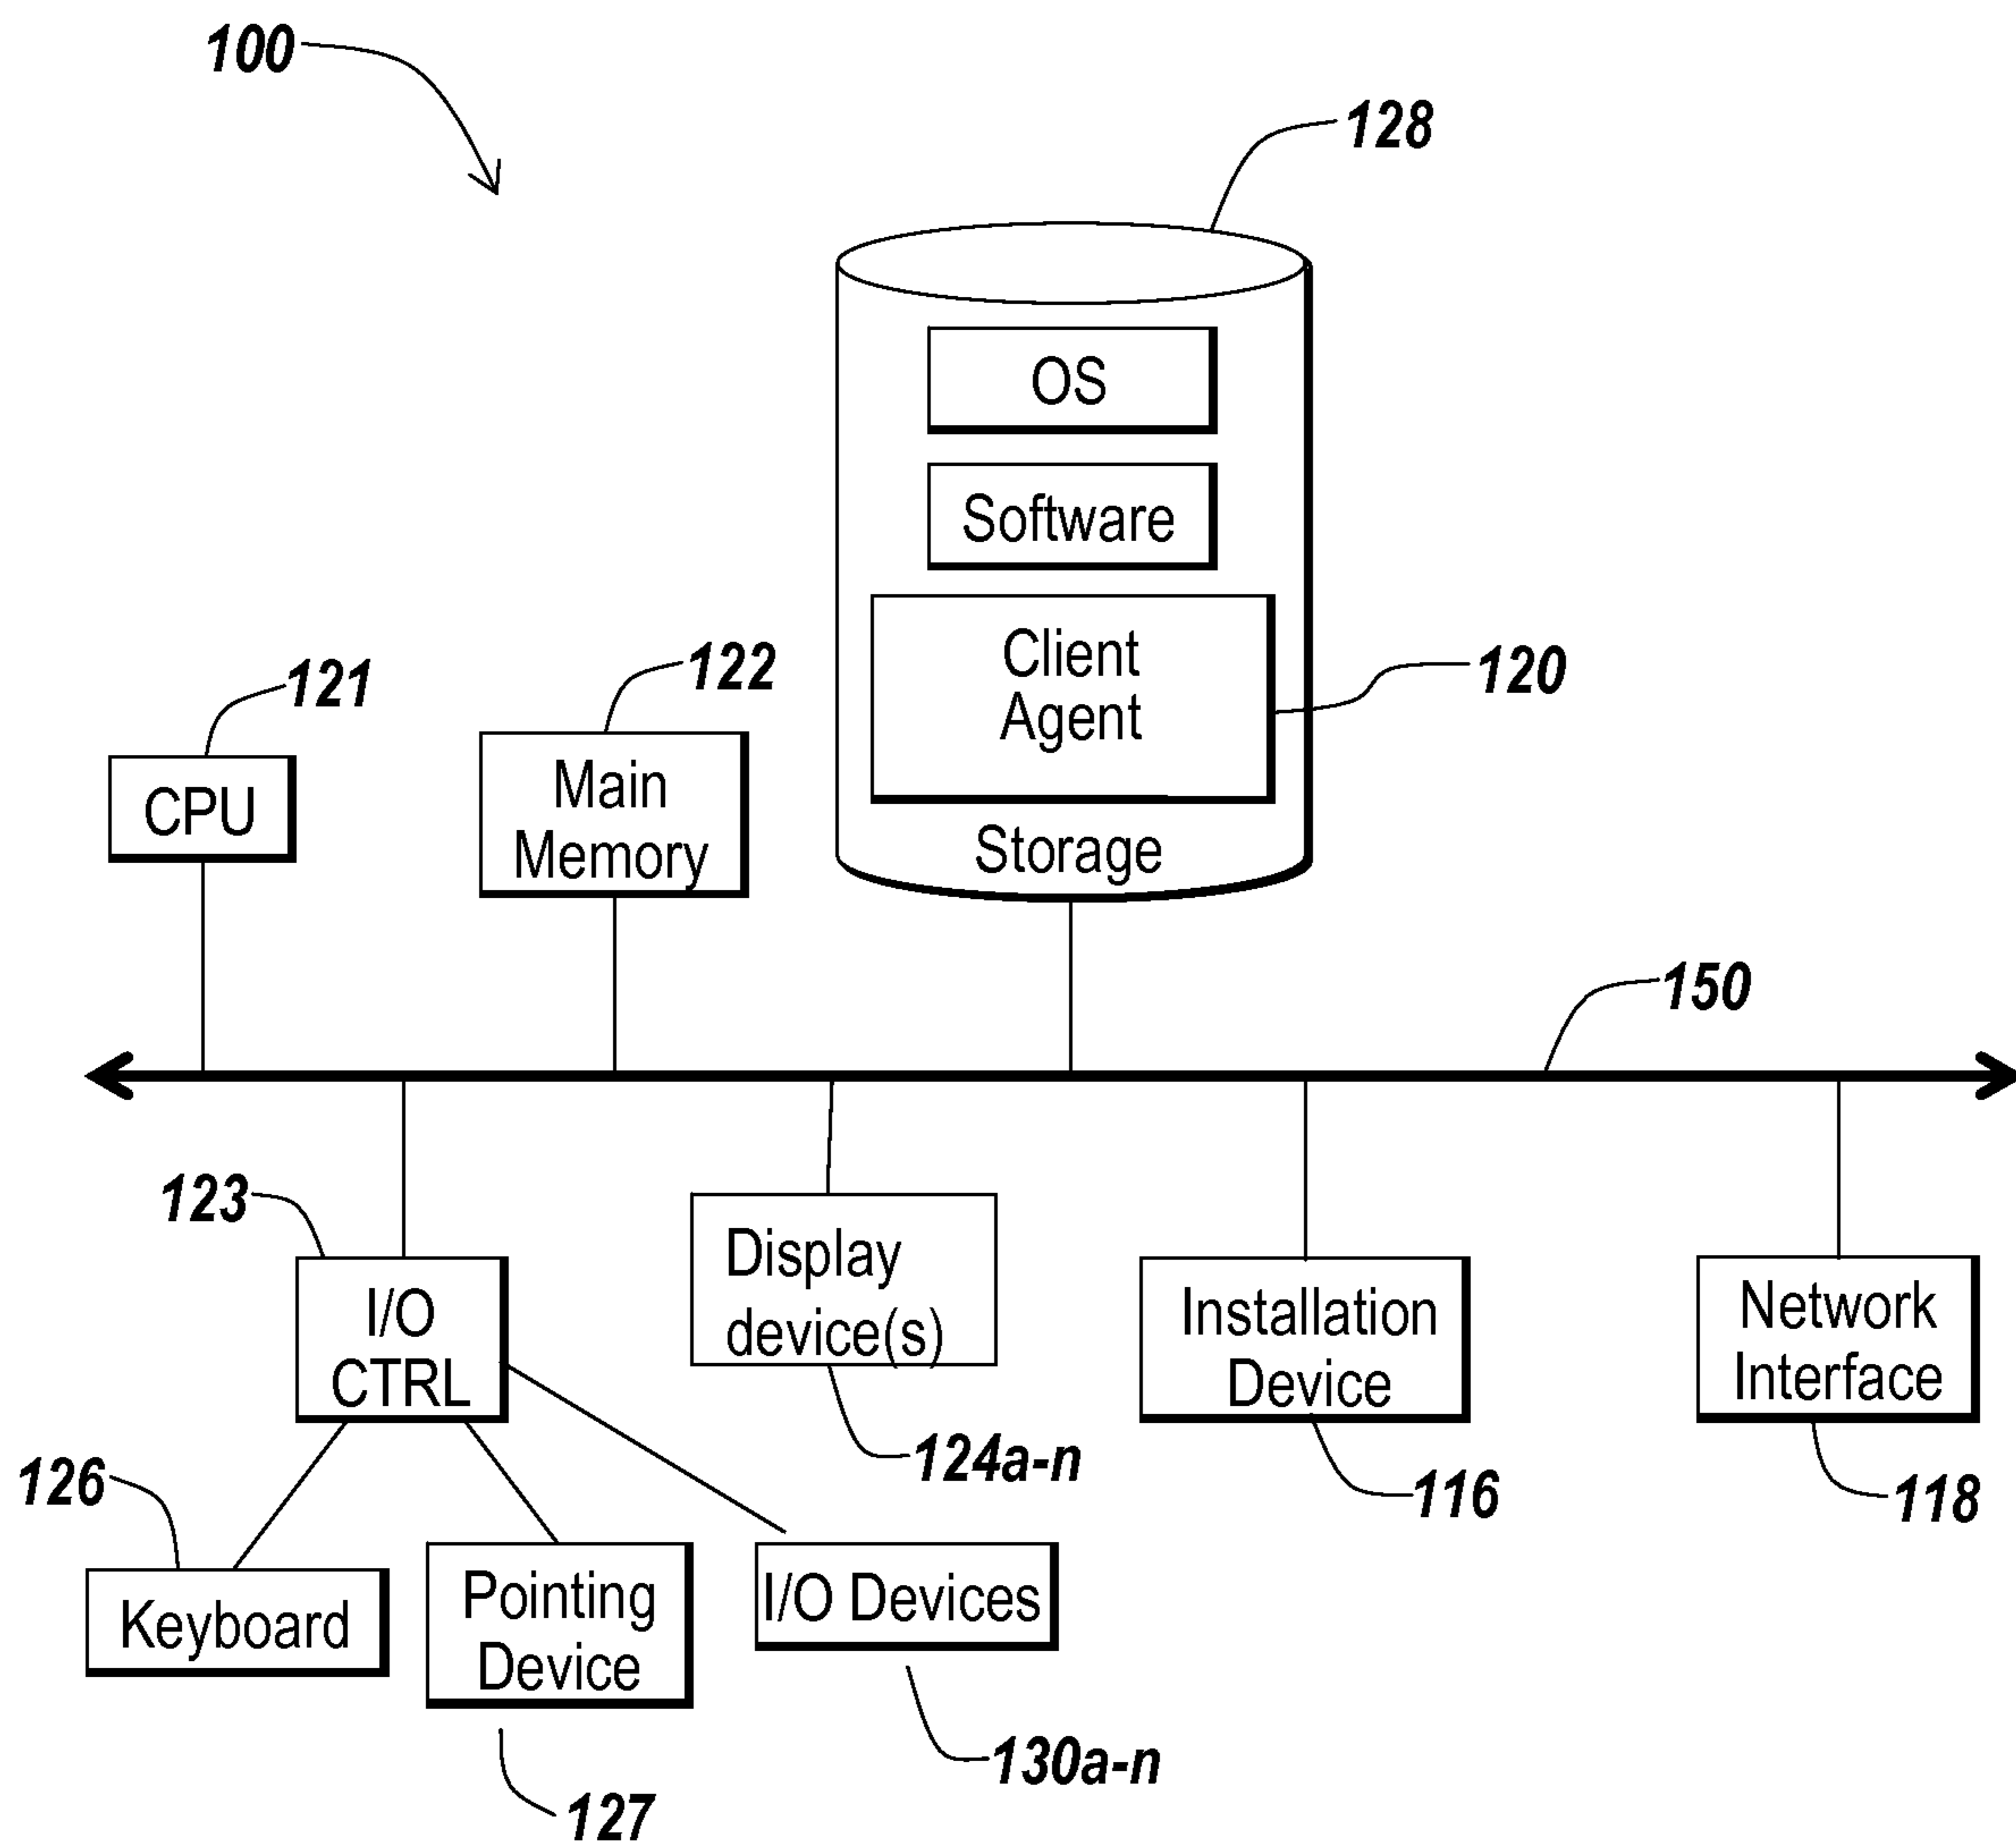 100
128
OS
Software
Client
Agent
120
Storage
121
CPU
122
Main
Memory
150
123
I/O
CTRL
Display
device(s)
124a-n
Installation
Device
116
Network
Interface
118
126
Keyboard
Pointing
Device
127
I/O Devices
130a-n